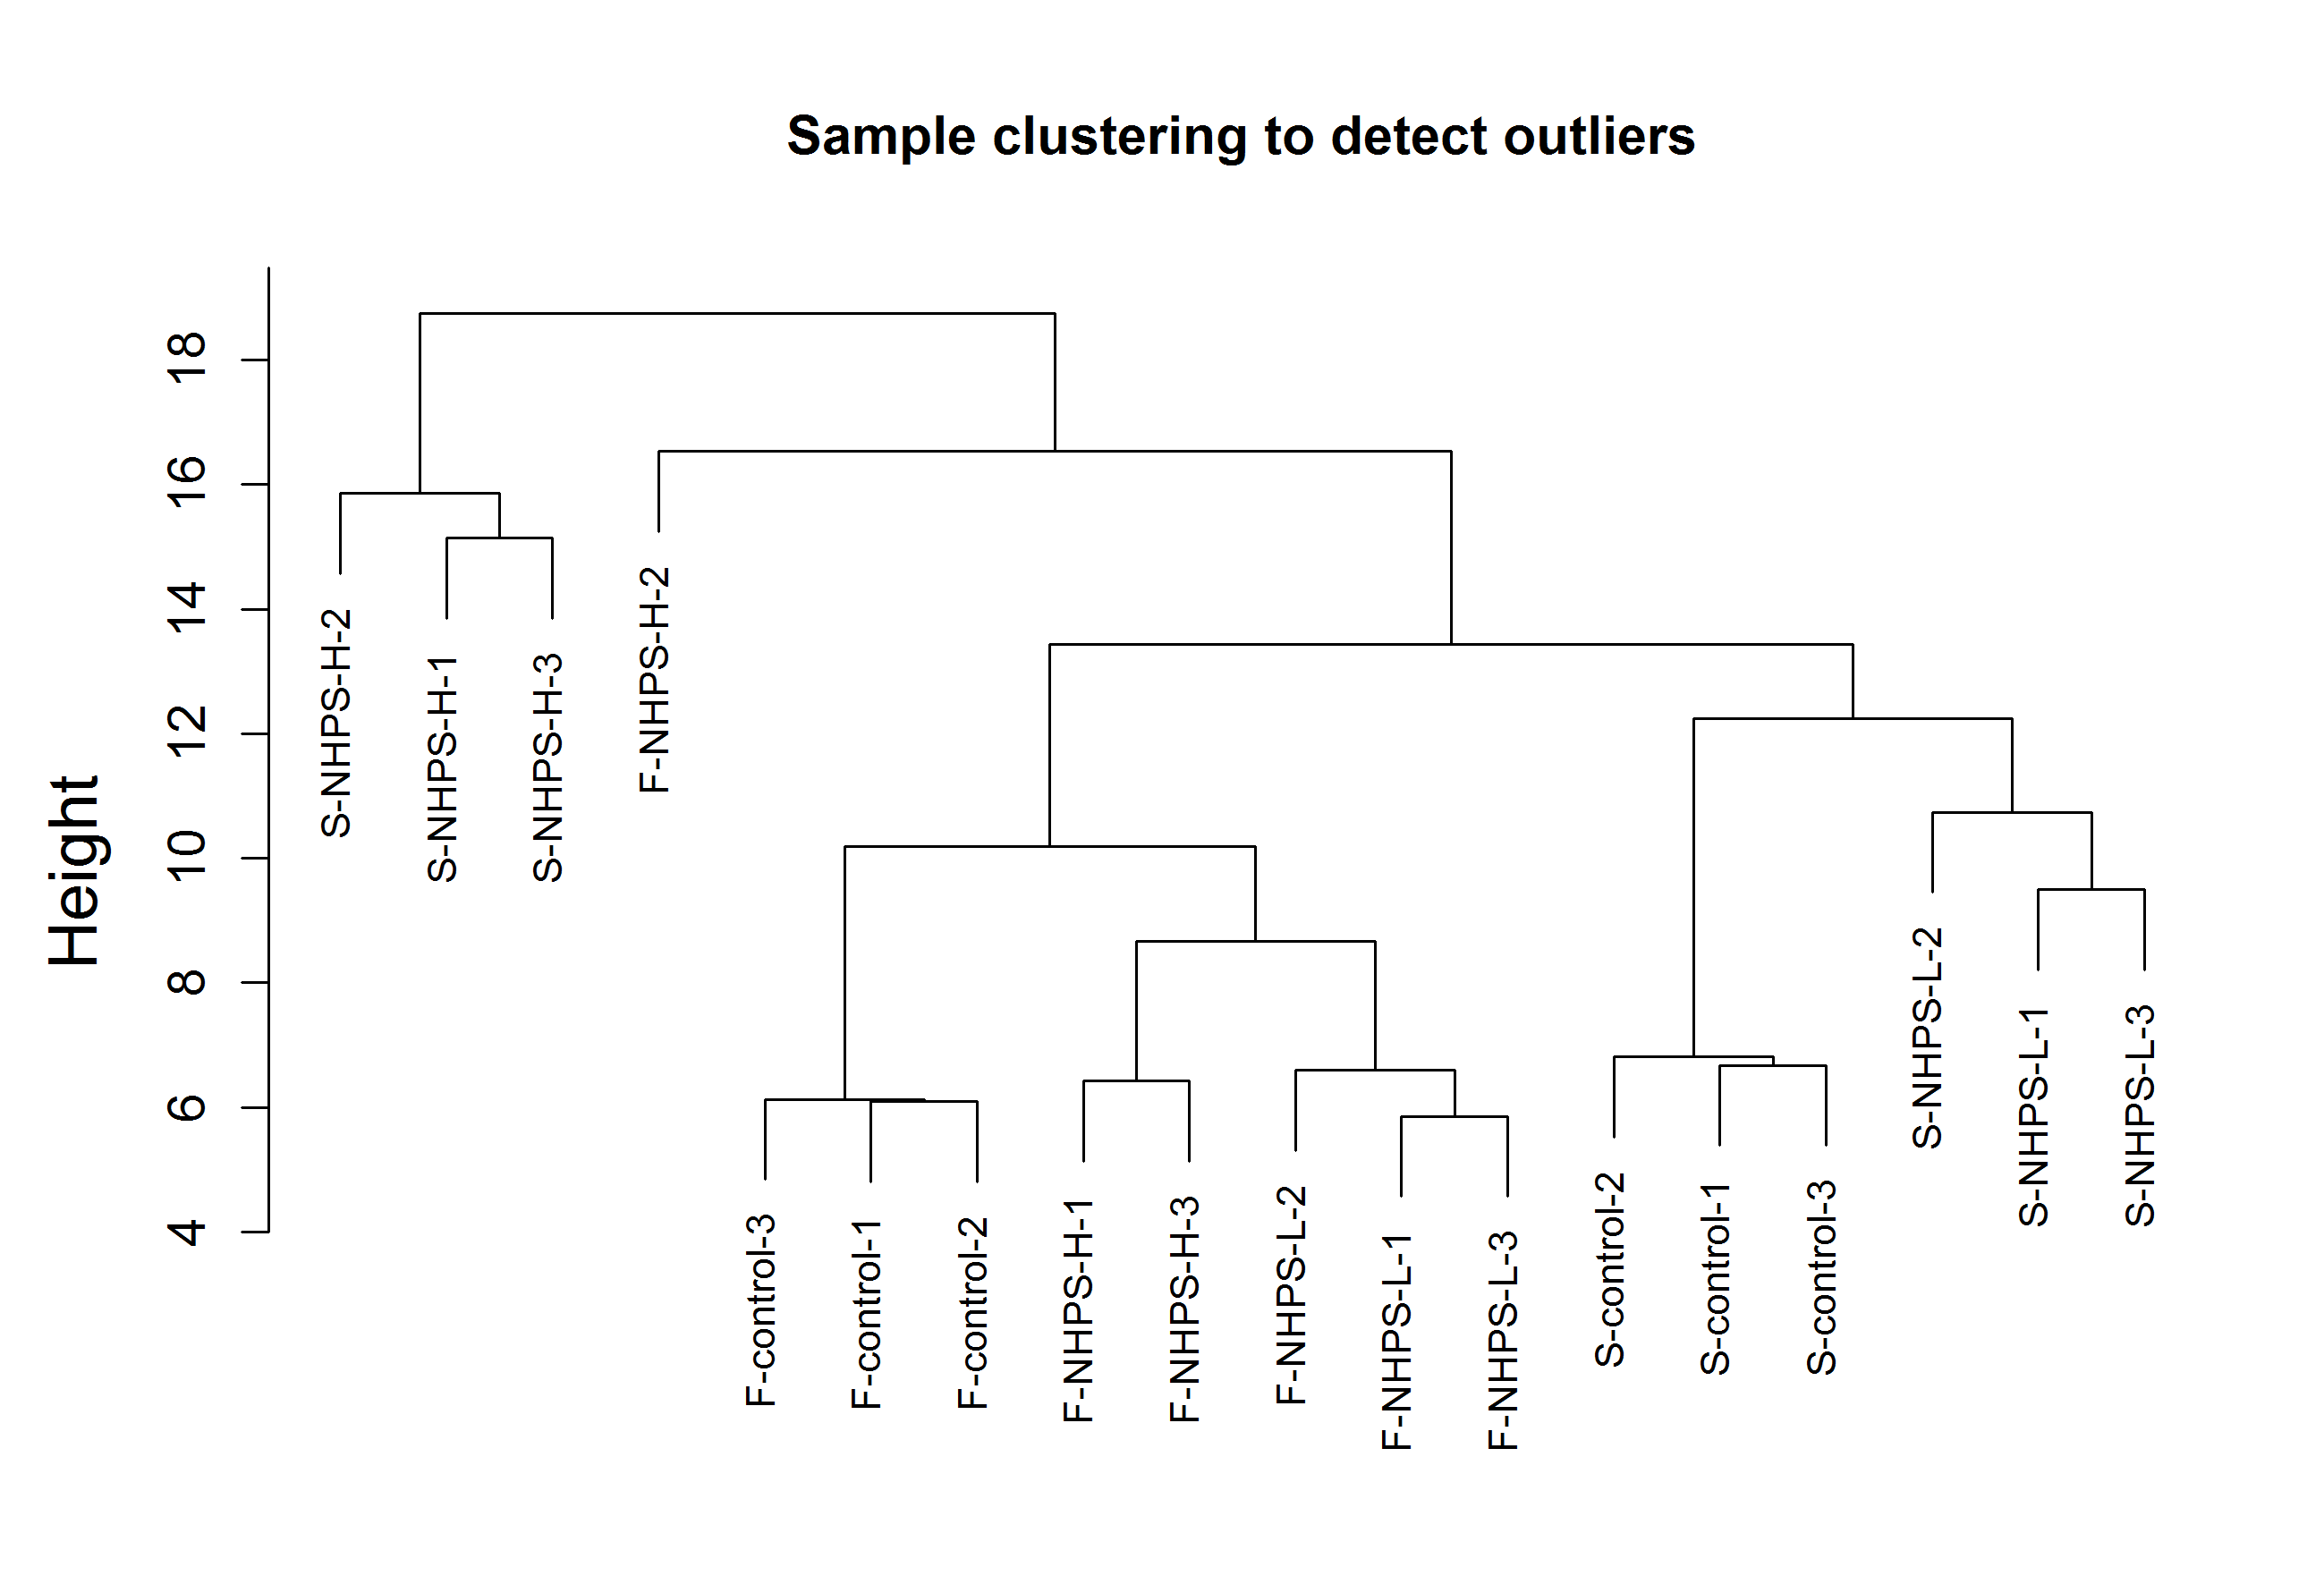 Sample clustering to detect outliers
Height
18
16
14
12
10
8
6
4
S-NHPS-H-2
S-NHPS-H-1
S-NHPS-H-3
F-NHPS-H-2
F-control-3
F-control-1
F-control-2
F-NHPS-H-1
F-NHPS-H-3
F-NHPS-L-2
F-NHPS-L-1
F-NHPS-L-3
S-control-2
S-control-1
S-control-3
S-NHPS-L-2
S-NHPS-L-1
S-NHPS-L-3